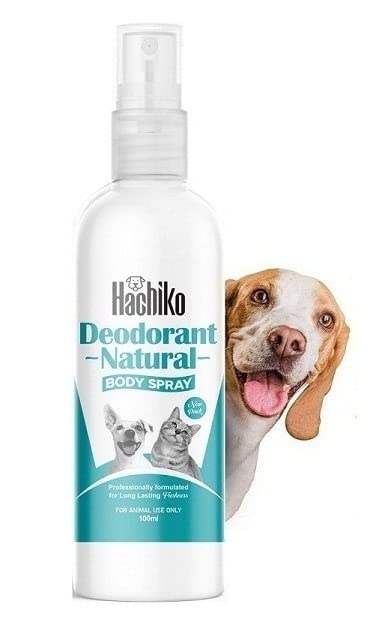 Hachiko
Deodorant
~Natural~
BODY SPRAY
New
Pack
Professionally formulated
for Long Lasting Freshness
FOR ANIMAL USE ONLY
100ml